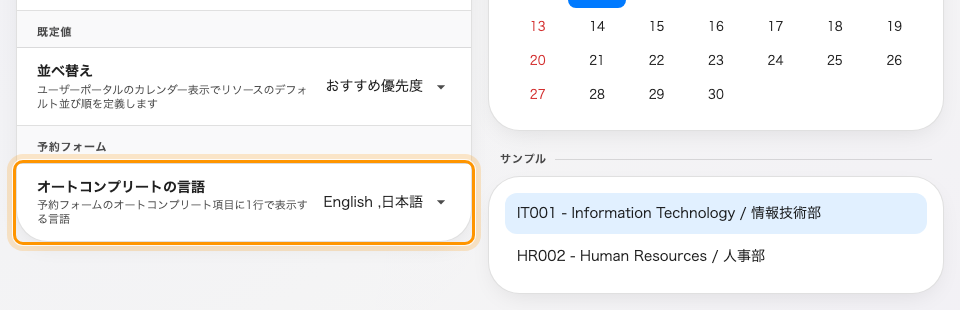 既定値
並べ替え
ユーザーポータルのカレンダー表示でリソースのデフォ
ルト並び順を定義します
おすすめ優先度
予約フォーム
オートコンプリートの言語
予約フォームのオートコンプリート項目に1行で表示す
る言語
English ,日本語
13 14 15 16 17 18 19
20 21 22 23 24 25 26
27 28 29 30
サンプル
IT001 - Information Technology / 情報技術部
HR002 - Human Resources / 人事部